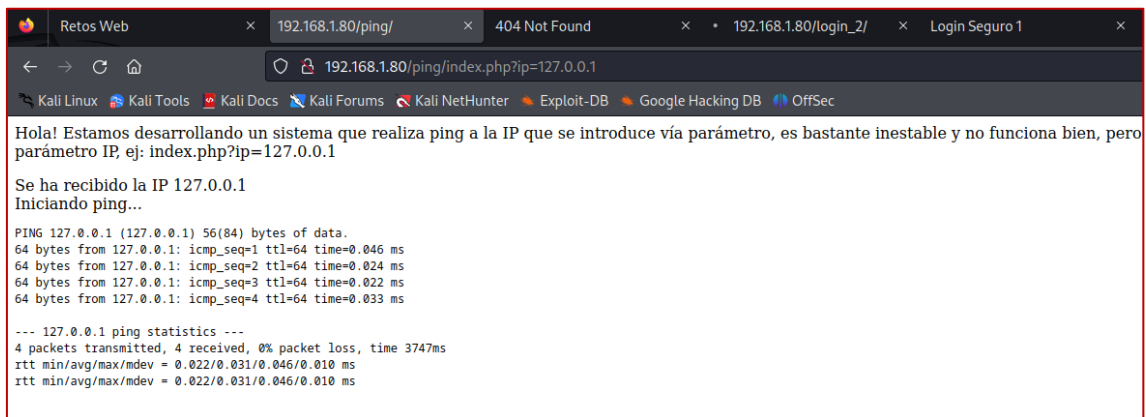 Retos Web
192.168.1.80/ping/
404 Not Found
192.168.1.80/login_2/
Login Seguro 1
192.168.1.80/ping/index.php?ip=127.0.0.1
Kali Linux Kali Tools Kali Docs Kali Forums Kali NetHunter Exploit-DB Google Hacking DB OffSec
Hola! Estamos desarrollando un sistema que realiza ping a la IP que se introduce vía parámetro, es bastante inestable y no funciona bien, pero
parámetro IP, ej: index.php?ip=127.0.0.1
Se ha recibido la IP 127.0.0.1
Iniciando ping...
PING 127.0.0.1 (127.0.0.1) 56(84) bytes of data.
64 bytes from 127.0.0.1: icmp_seq=1 ttl=64 time=0.046 ms
64 bytes from 127.0.0.1: icmp_seq=2 ttl=64 time=0.024 ms
64 bytes from 127.0.0.1: icmp_seq=3 ttl=64 time=0.022 ms
64 bytes from 127.0.0.1: icmp_seq=4 ttl=64 time=0.033 ms
--- 127.0.0.1 ping statistics ---
4 packets transmitted, 4 received, 0% packet loss, time 3747ms
rtt min/avg/max/mdev = 0.022/0.031/0.046/0.010 ms
rtt min/avg/max/mdev = 0.022/0.031/0.046/0.010 ms